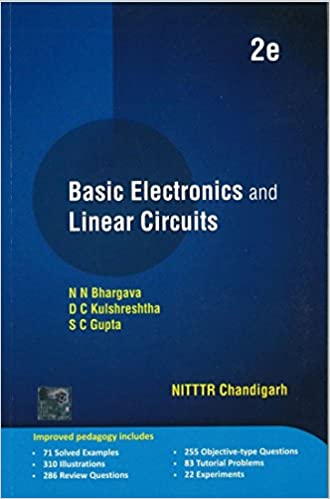 2e
Basic Electronics and
Linear Circuits
N N Bhargava
D C Kulshreshtha
S C Gupta
NITTTR Chandigarh
Improved pedagogy includes
• 71 Solved Examples
• 310 Illustrations
• 286 Review Questions
• 255 Objective-type Questions
• 83 Tutorial Problems
• 22 Experiments